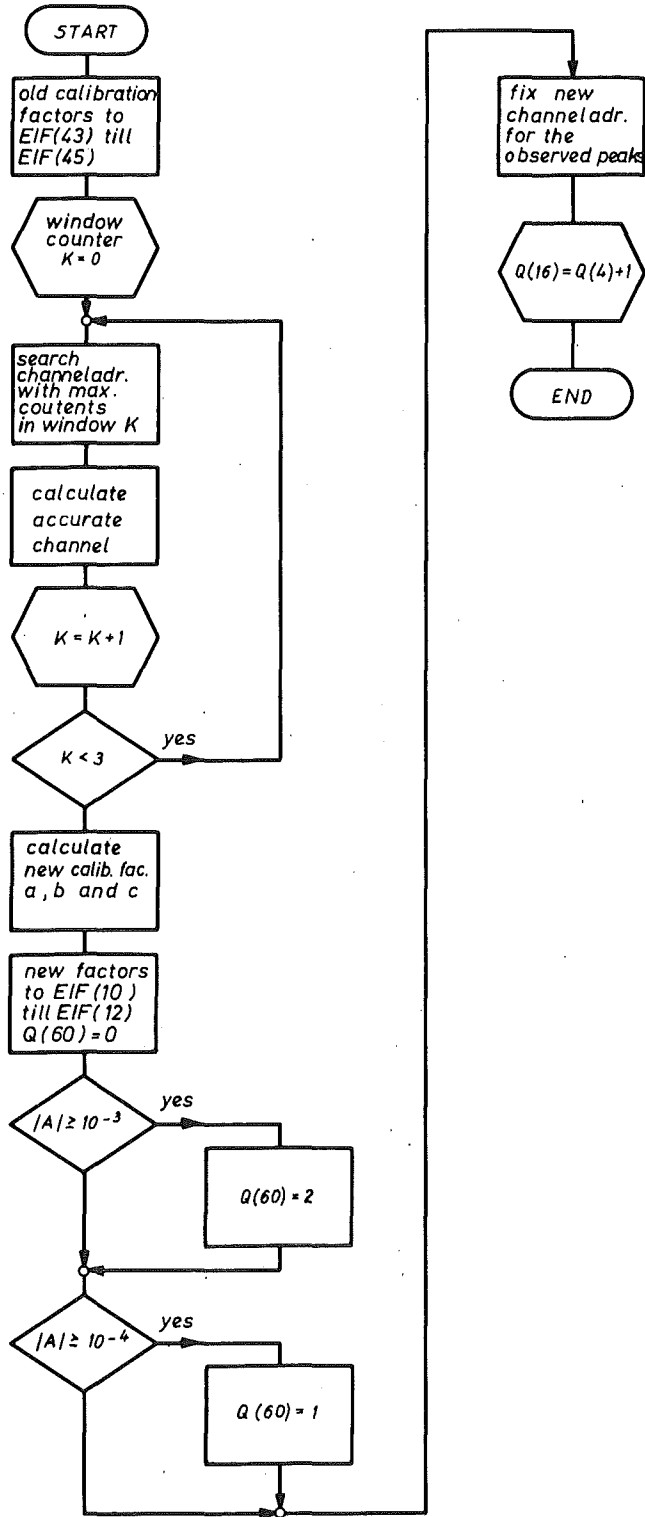 START
old calibration
factors to
EIF(43) till
EIF(45)
window
counter
K = 0
search
channeladr.
with max.
coutents
in window K
calculate
accurate
channel
K = K + 1
K < 3
yes
calculate
new calib. fac.
a, b and c
new factors
to EIF(10)
till EIF(12)
Q(60) = 0
|A| ≥ 10⁻³
yes
Q(60) = 2
|A| ≥ 10⁻⁴
yes
Q(60) = 1
fix new
channeladr.
for the
observed peaks
Q(16) = Q(4)+1
END